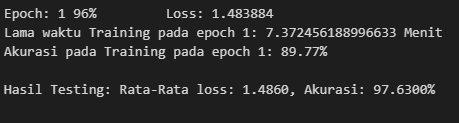 Epoch: 1 96% Loss: 1.483884
Lama waktu Training pada epoch 1: 7.372456188996633 Menit
Akurasi pada Training pada epoch 1: 89.77%
Hasil Testing: Rata-Rata loss: 1.4860, Akurasi: 97.6300%